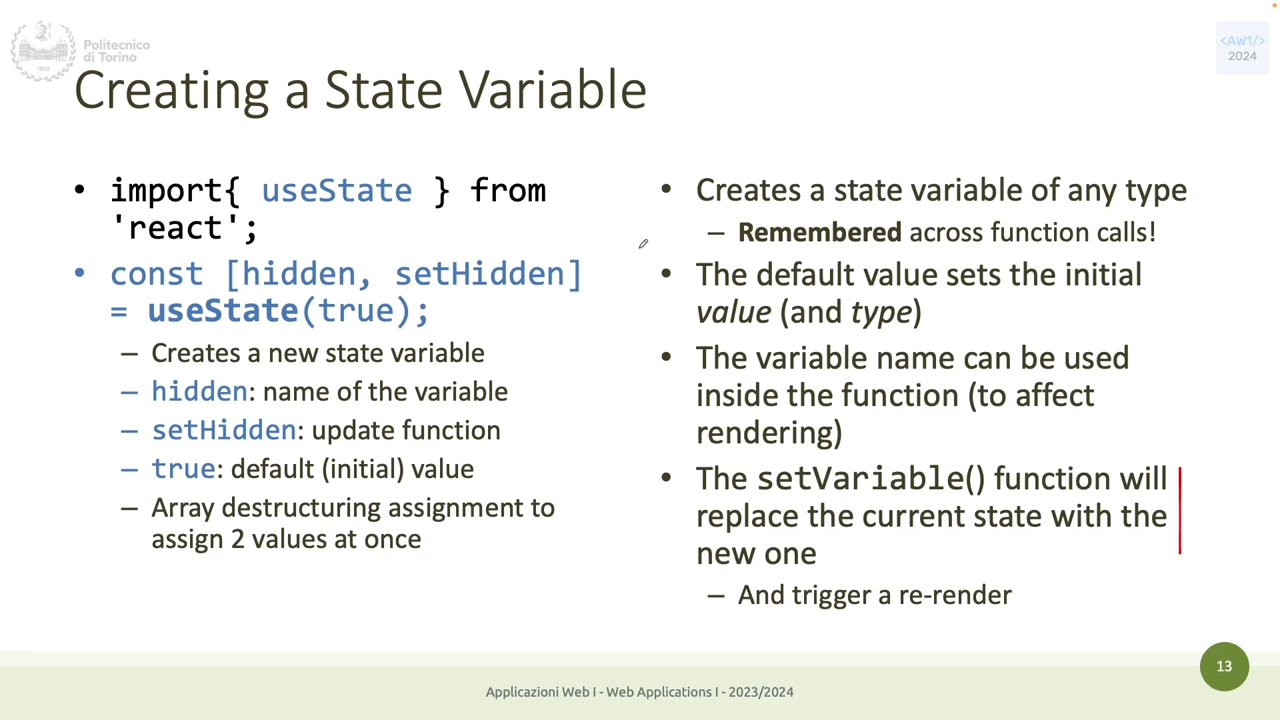 Politecnico
di Torino
1859
<AW1/>
2024
Creating a State Variable
• import{ useState } from
'react';
• const [hidden, setHidden]
= useState(true);
– Creates a new state variable
– hidden: name of the variable
– setHidden: update function
– true: default (initial) value
– Array destructuring assignment to
assign 2 values at once
• Creates a state variable of any type
– Remembered across function calls!
• The default value sets the initial
value (and type)
• The variable name can be used
inside the function (to affect
rendering)
• The setVariable() function will
replace the current state with the
new one
– And trigger a re-render
13
Applicazioni Web I - Web Applications I - 2023/2024